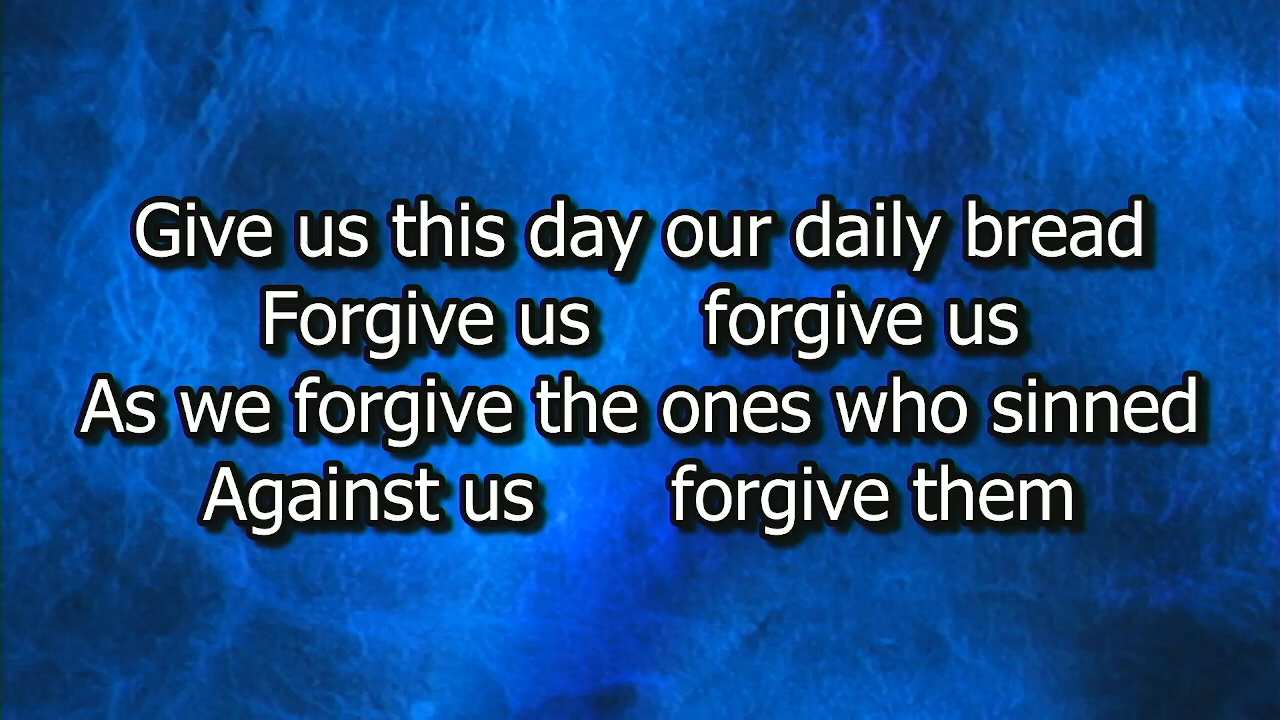 Give us this day our daily bread
Forgive us forgive us
As we forgive the ones who sinned
Against us forgive them